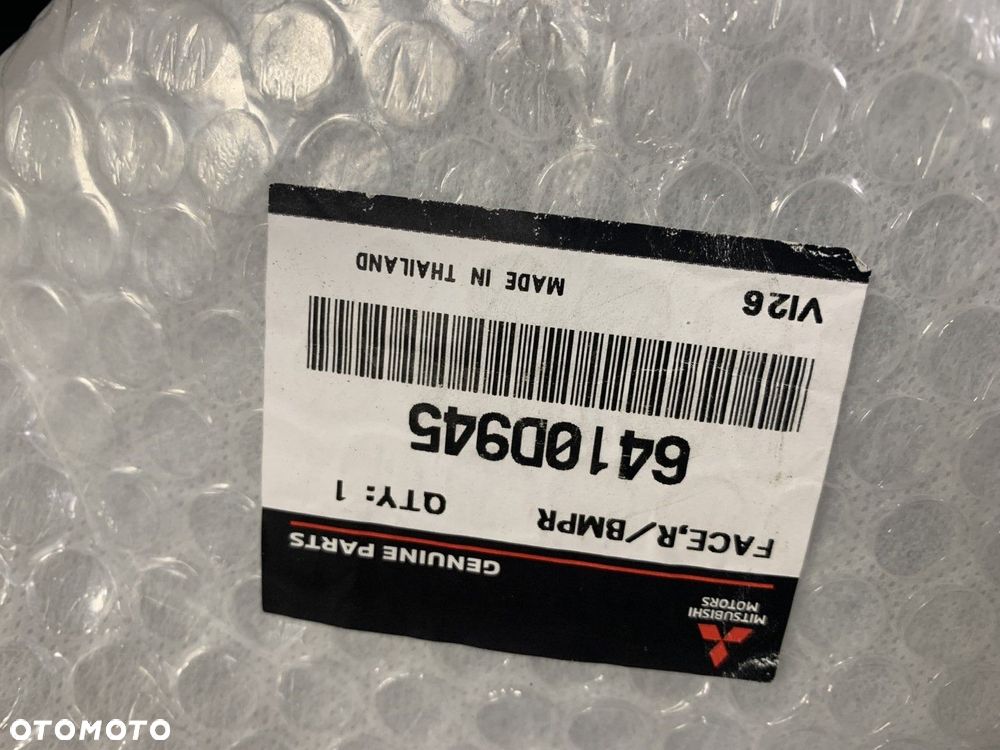 MITSUBISHI
MOTORS
GENUINE PARTS
FACE,R/BMPR QTY: 1
6410D945
VI26 MADE IN THAILAND
OTOMOTO